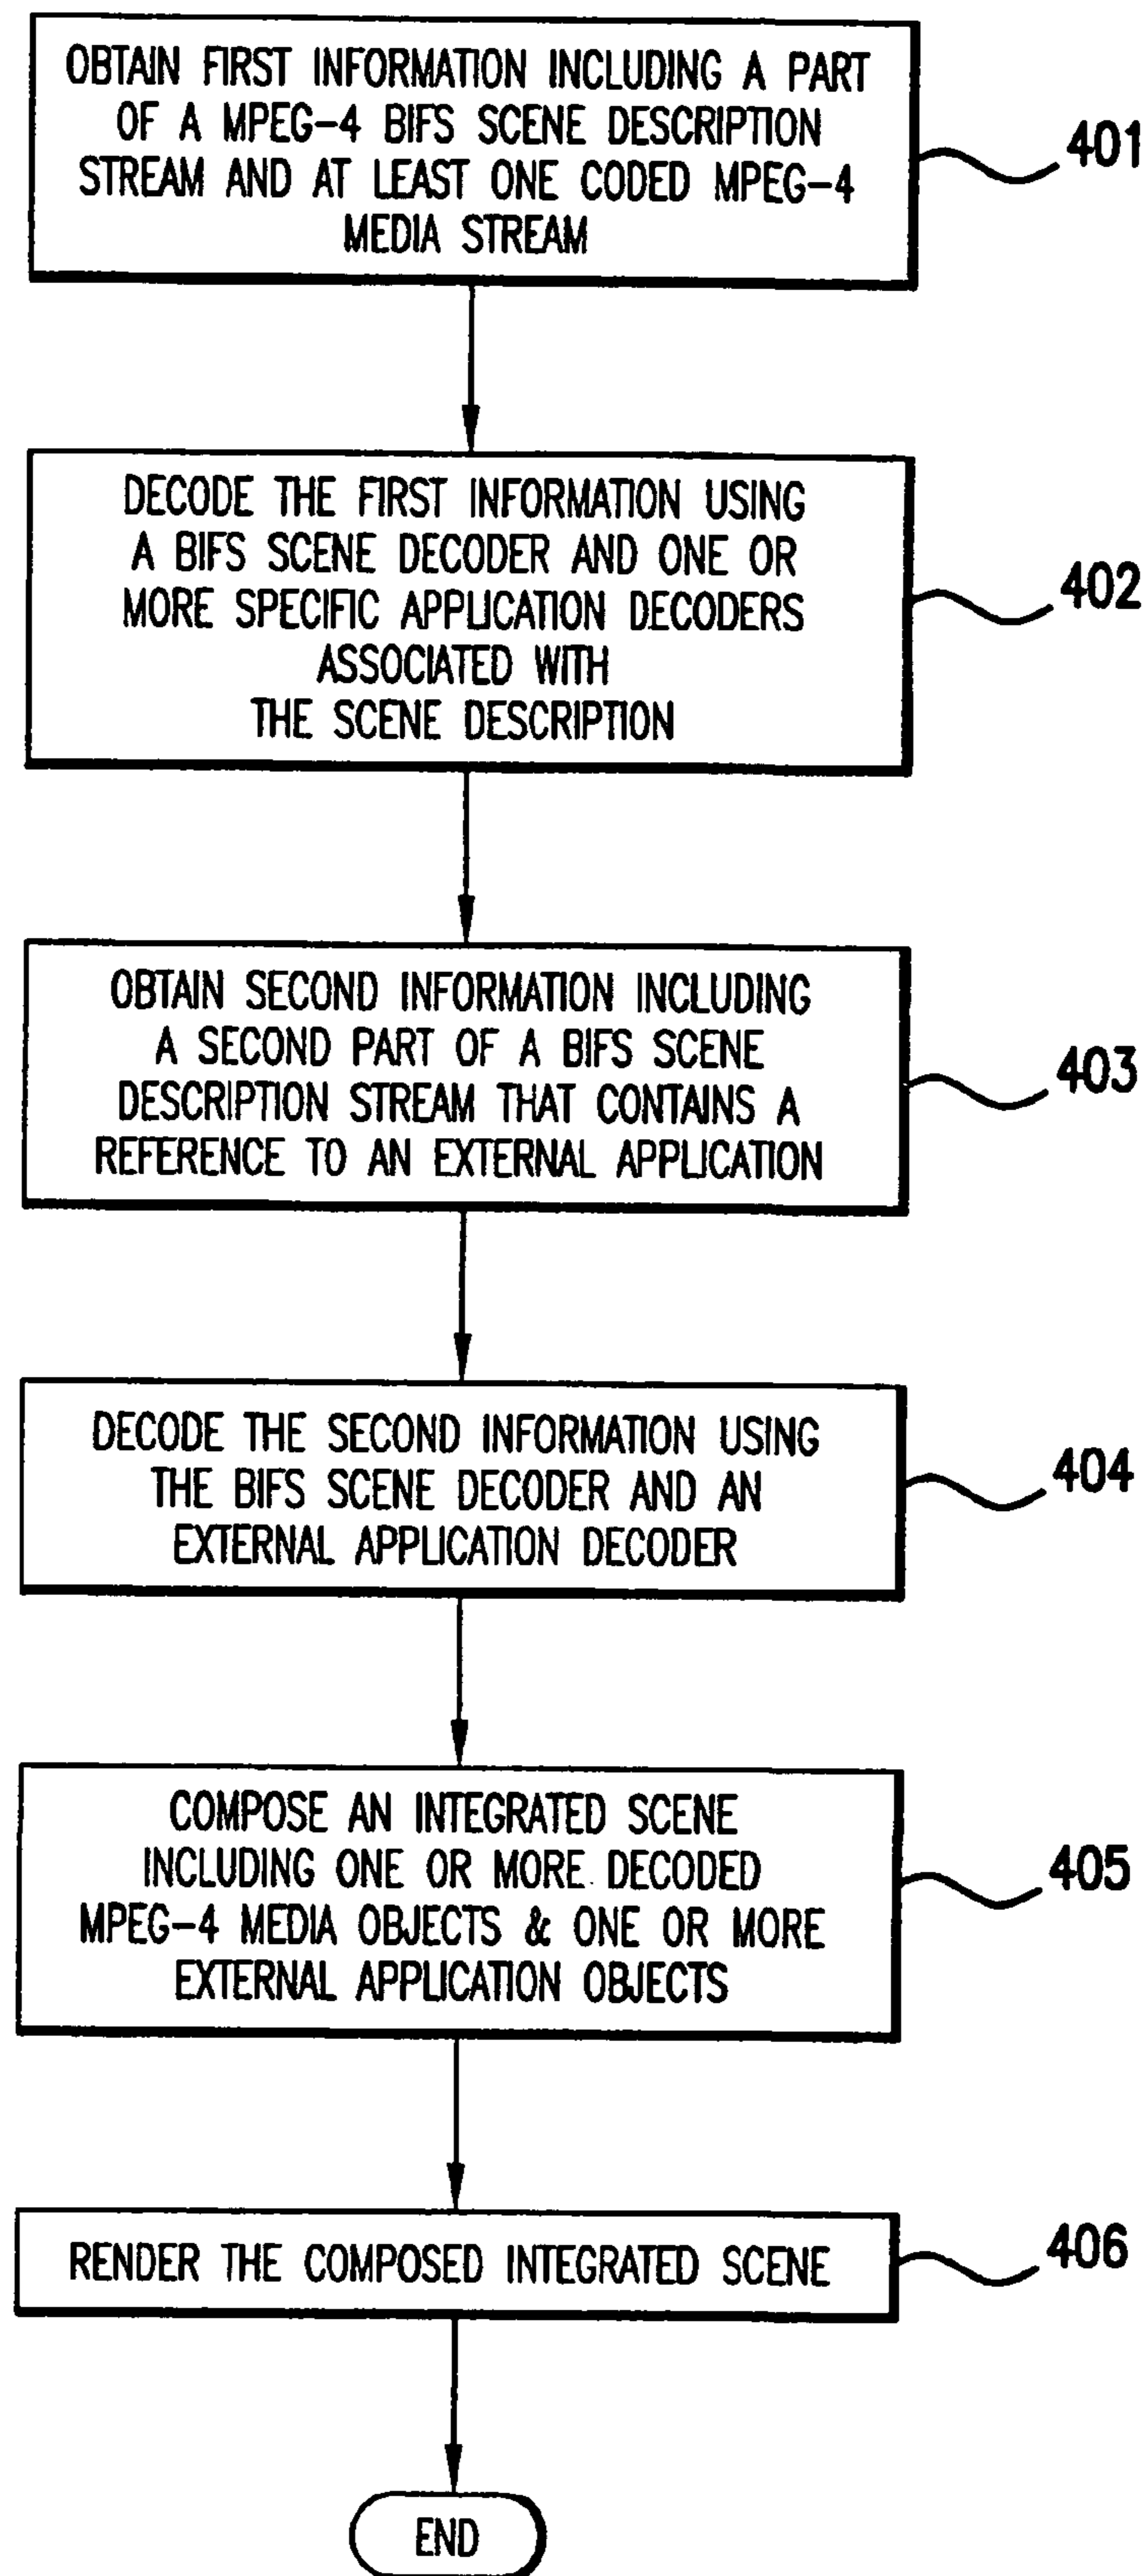 OBTAIN FIRST INFORMATION INCLUDING A PART
OF A MPEG-4 BIFS SCENE DESCRIPTION
STREAM AND AT LEAST ONE CODED MPEG-4
MEDIA STREAM
401
DECODE THE FIRST INFORMATION USING
A BIFS SCENE DECODER AND ONE OR
MORE SPECIFIC APPLICATION DECODERS
ASSOCIATED WITH
THE SCENE DESCRIPTION
402
OBTAIN SECOND INFORMATION INCLUDING
A SECOND PART OF A BIFS SCENE
DESCRIPTION STREAM THAT CONTAINS A
REFERENCE TO AN EXTERNAL APPLICATION
403
DECODE THE SECOND INFORMATION USING
THE BIFS SCENE DECODER AND AN
EXTERNAL APPLICATION DECODER
404
COMPOSE AN INTEGRATED SCENE
INCLUDING ONE OR MORE DECODED
MPEG-4 MEDIA OBJECTS & ONE OR MORE
EXTERNAL APPLICATION OBJECTS
405
RENDER THE COMPOSED INTEGRATED SCENE
406
END